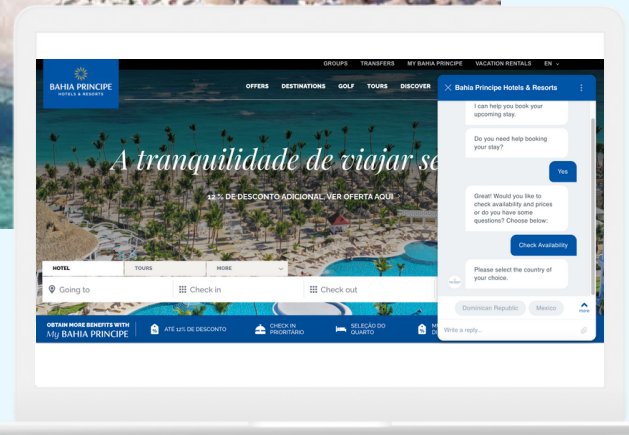 GROUPS TRANSFERS MY BAHIA PRINCIPE VACATION RENTALS EN
BAHIA PRINCIPE
HOTELS & RESORTS
OFFERS DESTINATIONS GOLF TOURS DISCOVER
A tranquilidade de viajar
12 % DE DESCONTO ADICIONAL, VER OFERTA AQUI
HOTEL TOURS MORE
Going to Check in Check out
OBTAIN MORE BENEFITS WITH
My BAHIA PRINCIPE
ATÉ 12% DE DESCONTO
CHECK IN
PRIORITÁRIO
SELEÇÃO DO
QUARTO
Bahia Principe Hotels & Resorts
I can help you book your
upcoming stay.
Do you need help booking
your stay?
Yes
Great! Would you like to
check availability and prices
or do you have some
questions? Choose below:
Check Availability
Please select the country of
your choice.
Dominican Republic Mexico
more
Write a reply...